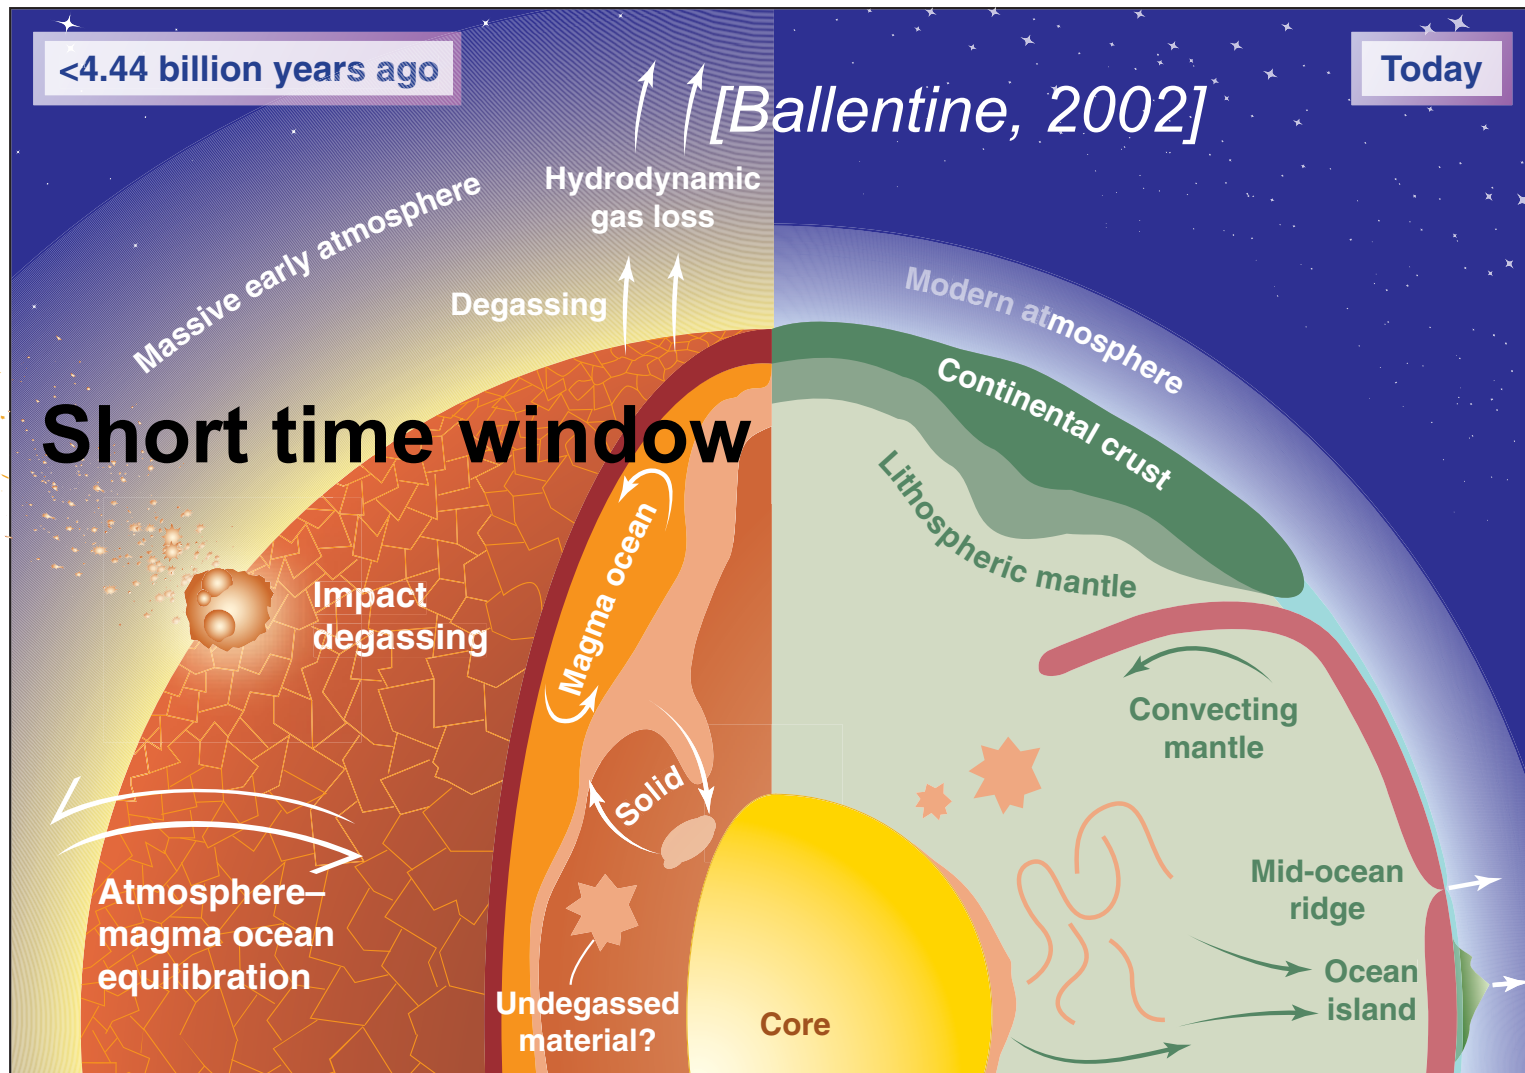 <4.44 billion years ago
Today
[Ballentine, 2002]
Hydrodynamic
gas loss
Massive early atmosphere
Degassing
Modern atmosphere
Continental crust
Short time window
Lithospheric mantle
Magma ocean
Impact
degassing
Convecting
mantle
Solid
Atmosphere–
magma ocean
equilibration
Mid-ocean
ridge
Ocean
island
Undegassed
material?
Core